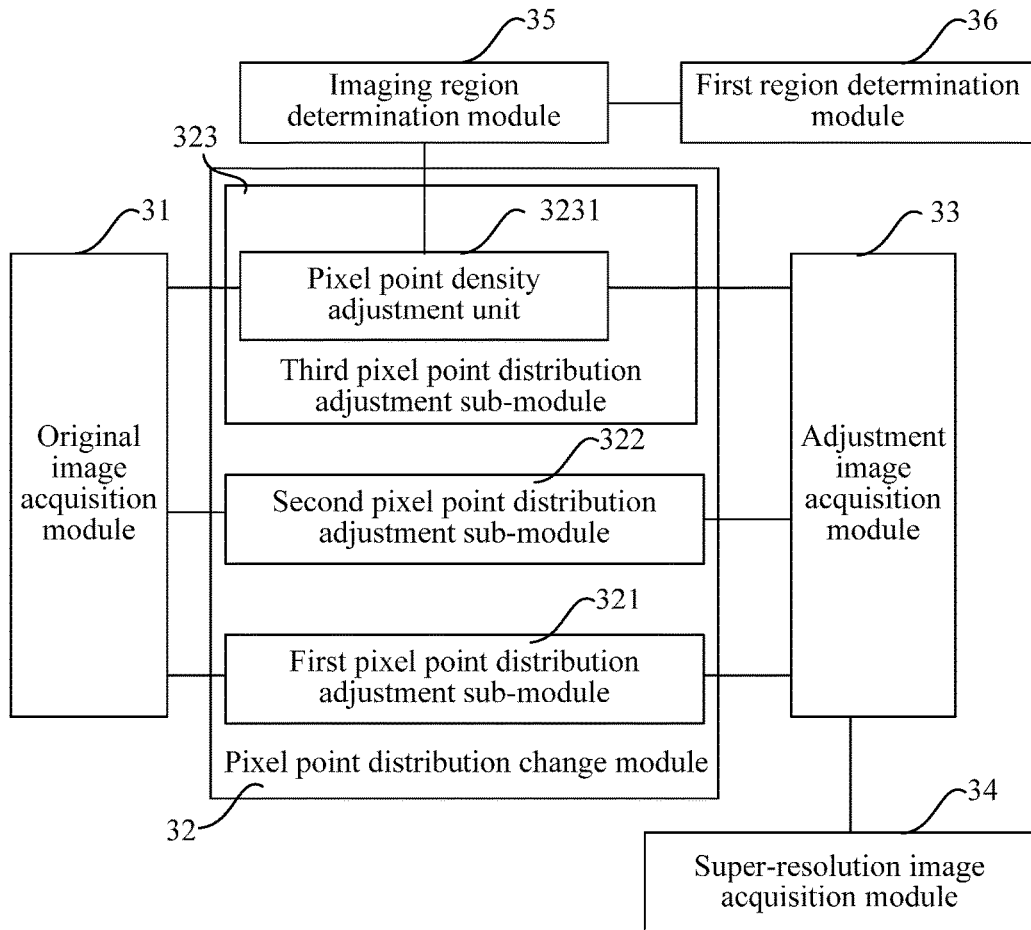 35
36
Imaging region
determination module
First region determination
module
323
31
3231
33
Pixel point density
adjustment unit
Third pixel point distribution
adjustment sub-module
Original
image
acquisition
module
322
Adjustment
image
acquisition
module
Second pixel point distribution
adjustment sub-module
321
First pixel point distribution
adjustment sub-module
Pixel point distribution change module
32
34
Super-resolution image
acquisition module